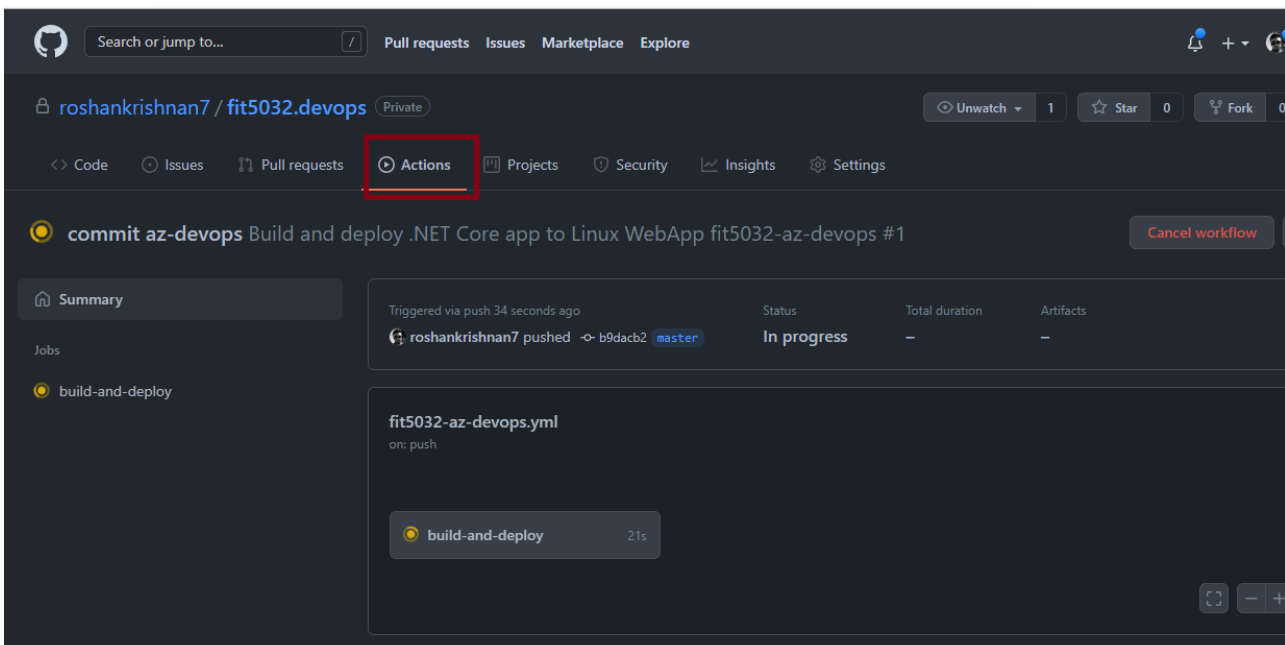 Search or jump to... / Pull requests Issues Marketplace Explore
roshankrishnan7 / fit5032.devops Private Unwatch 1 Star 0 Fork 0
Code Issues Pull requests Actions Projects Security Insights Settings
commit az-devops Build and deploy .NET Core app to Linux WebApp fit5032-az-devops #1 Cancel workflow
Summary
Jobs
build-and-deploy
Triggered via push 34 seconds ago Status Total duration Artifacts
roshankrishnan7 pushed b9dacb2 master In progress – –
fit5032-az-devops.yml
on: push
build-and-deploy 21s